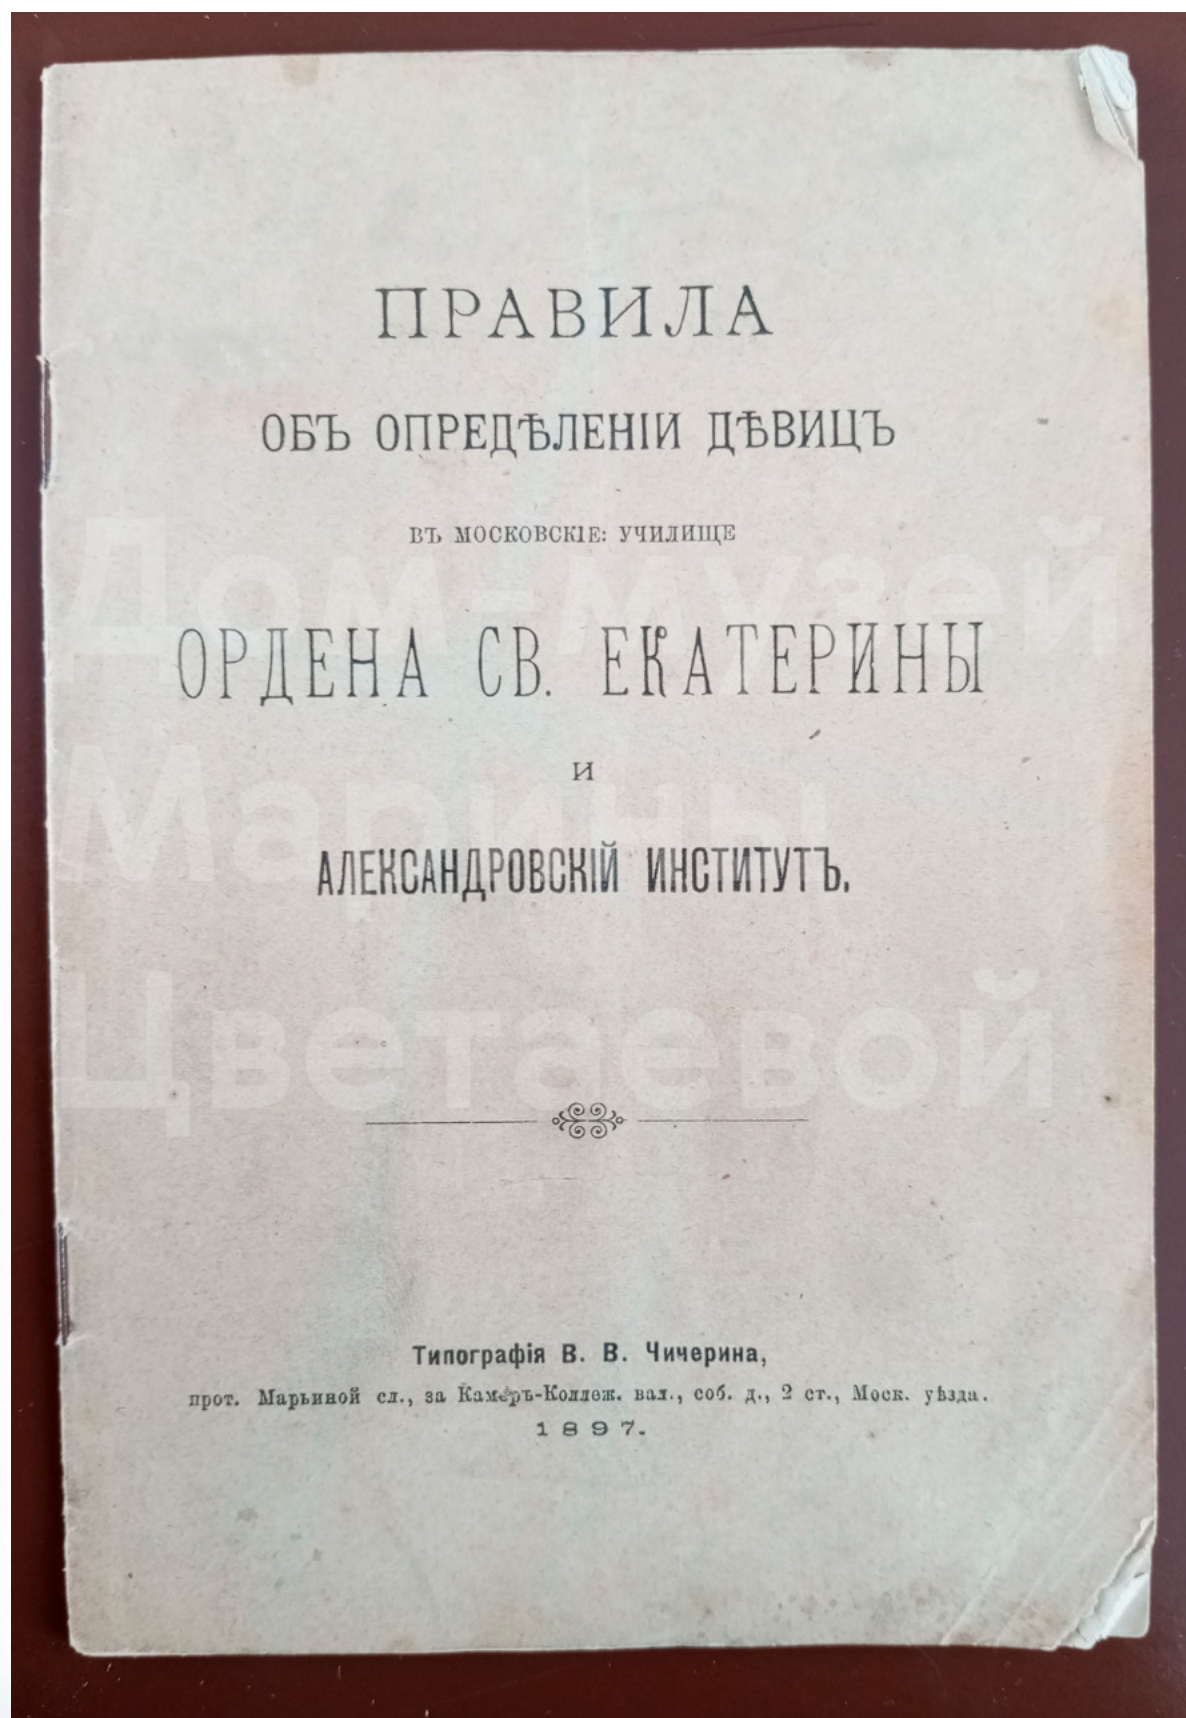 ПРАВИЛА
ОБЪ ОПРЕДѢЛЕНІИ ДѢВИЦЪ
ВЪ МОСКОВСКІЕ: УЧИЛИЩЕ
ОРДЕНА СВ. ЕКАТЕРИНЫ
И
АЛЕКСАНДРОВСКІЙ ИНСТИТУТЪ.
Типографія В. В. Чичерина,
прот. Марьиной сл., за Камеръ-Коллеж. вал., соб. д., 2 ст., Моск. уѣзда.
1897.
Дом-музей
Марины
Цветаевой